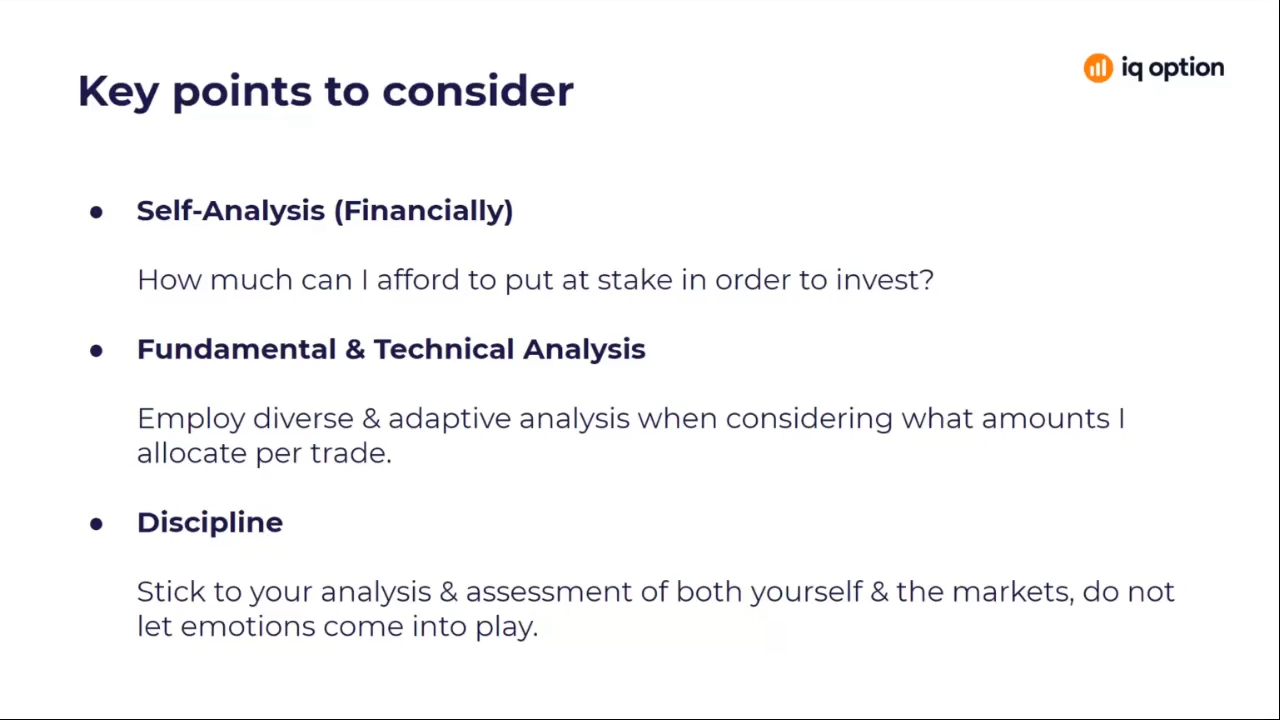 iq option
Key points to consider
● Self-Analysis (Financially)
How much can I afford to put at stake in order to invest?
● Fundamental & Technical Analysis
Employ diverse & adaptive analysis when considering what amounts I
allocate per trade.
● Discipline
Stick to your analysis & assessment of both yourself & the markets, do not
let emotions come into play.